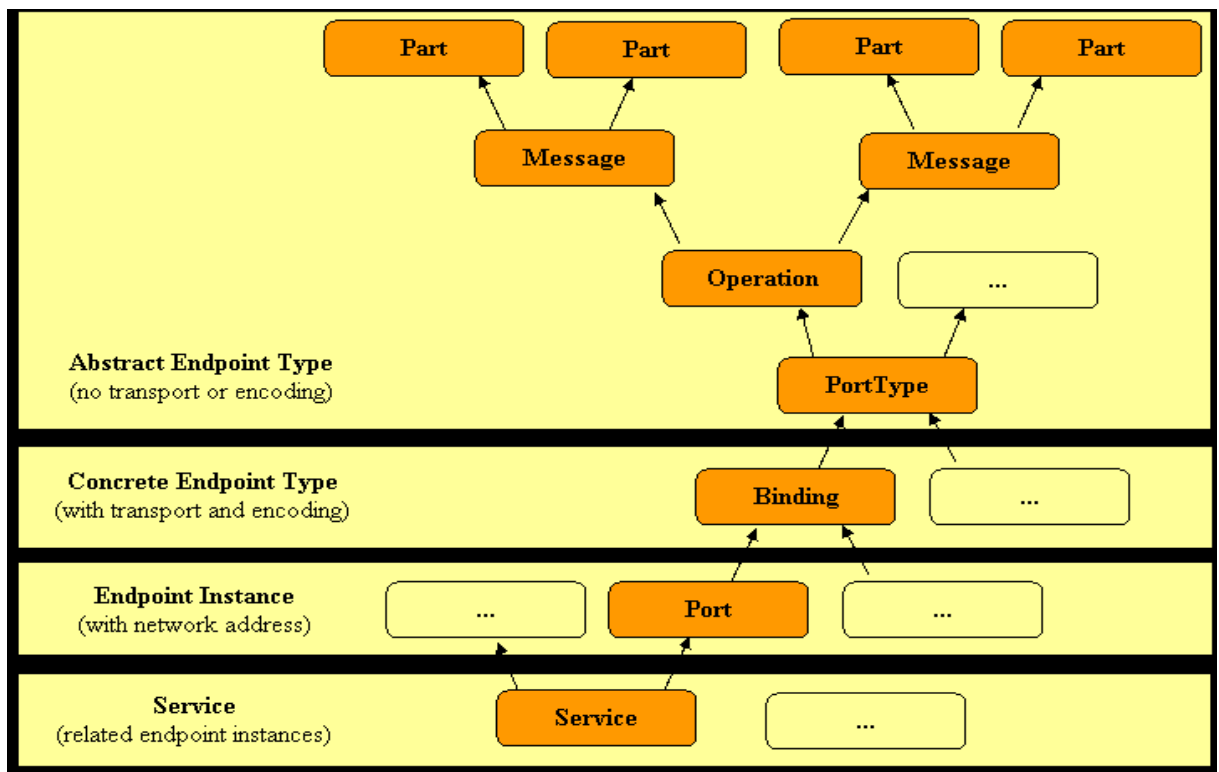 Part
Part
Part
Part
Message
Message
Operation
...
Abstract Endpoint Type
(no transport or encoding)
PortType
Concrete Endpoint Type
(with transport and encoding)
Binding
...
Endpoint Instance
(with network address)
...
Port
...
Service
(related endpoint instances)
Service
...